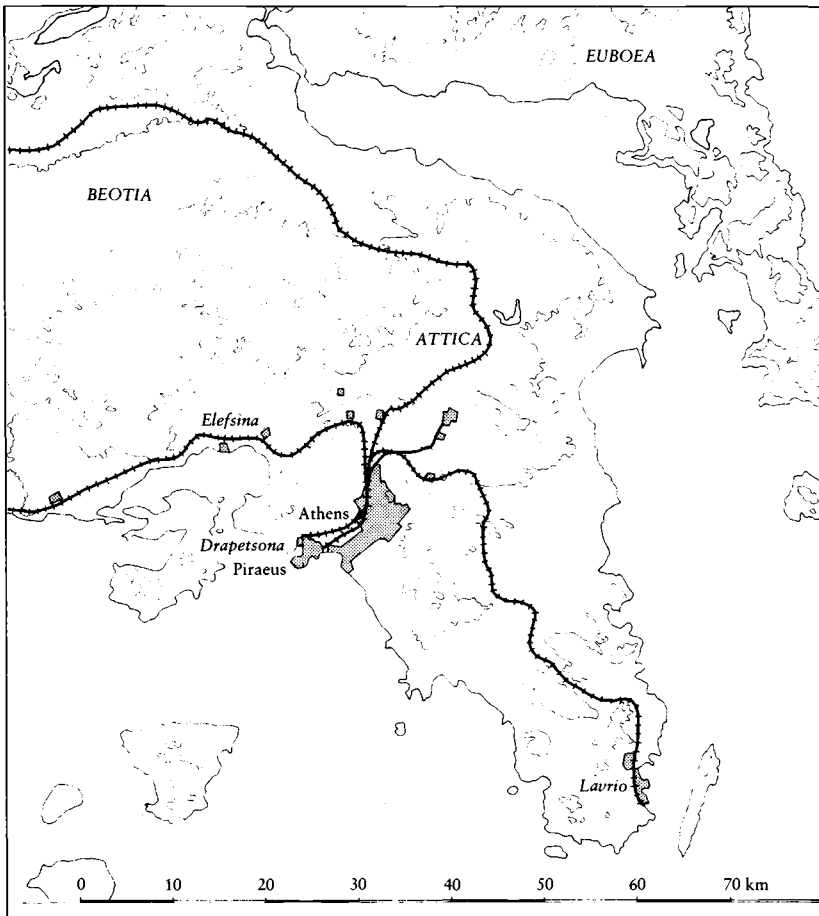 EUBOEA
BEOTIA
ATTICA
Elefsina
Athens
Drapetsona
Piraeus
Lavrio
0 10 20 30 40 50 60 70 km